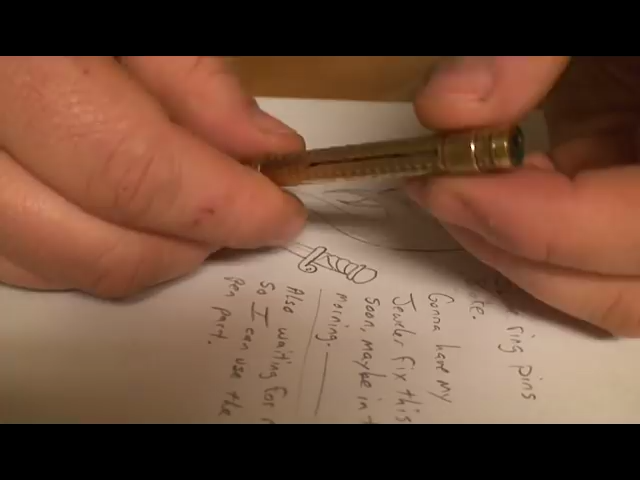 ring pins
Gonna have my
Jeweler fix this
soon, maybe in
morning.
Also waiting for
So I can use the
Pen part.